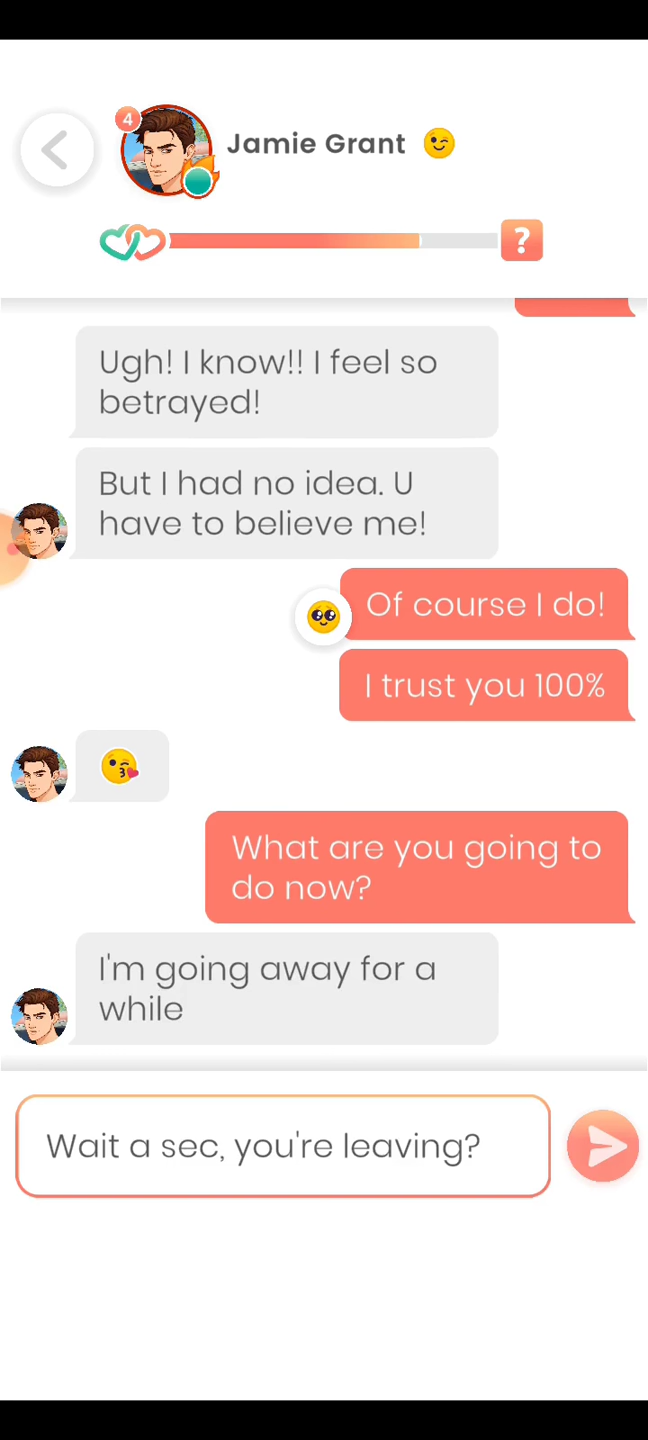 4
Jamie Grant
?
Ugh! I know!! I feel so
betrayed!
But I had no idea. U
have to believe me!
Of course I do!
I trust you 100%
What are you going to
do now?
I'm going away for a
while
Wait a sec, you're leaving?